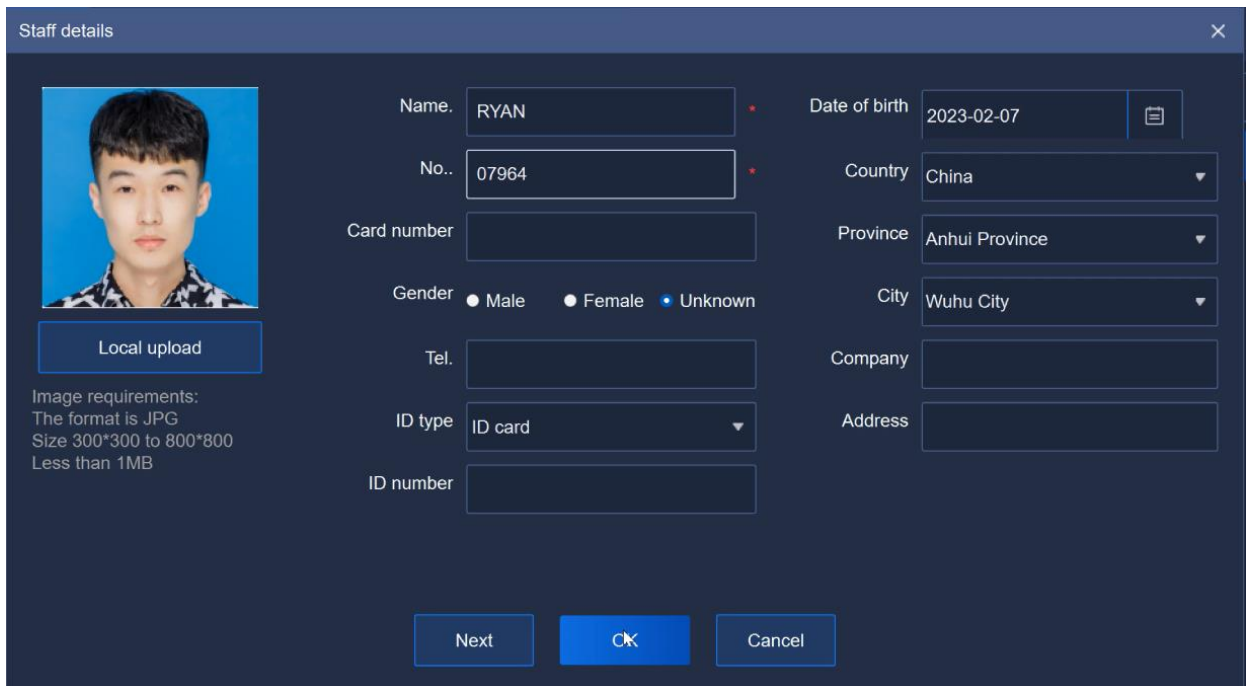 Staff details
Name. RYAN *
No.. 07964 *
Card number
Gender Male Female Unknown
Tel.
ID type ID card
ID number
Date of birth 2023-02-07
Country China
Province Anhui Province
City Wuhu City
Company
Address
Local upload
Image requirements:
The format is JPG
Size 300*300 to 800*800
Less than 1MB
Next OK Cancel